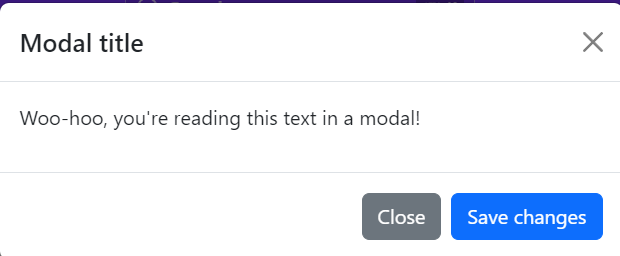 Modal title
Woo-hoo, you're reading this text in a modal!
Close
Save changes